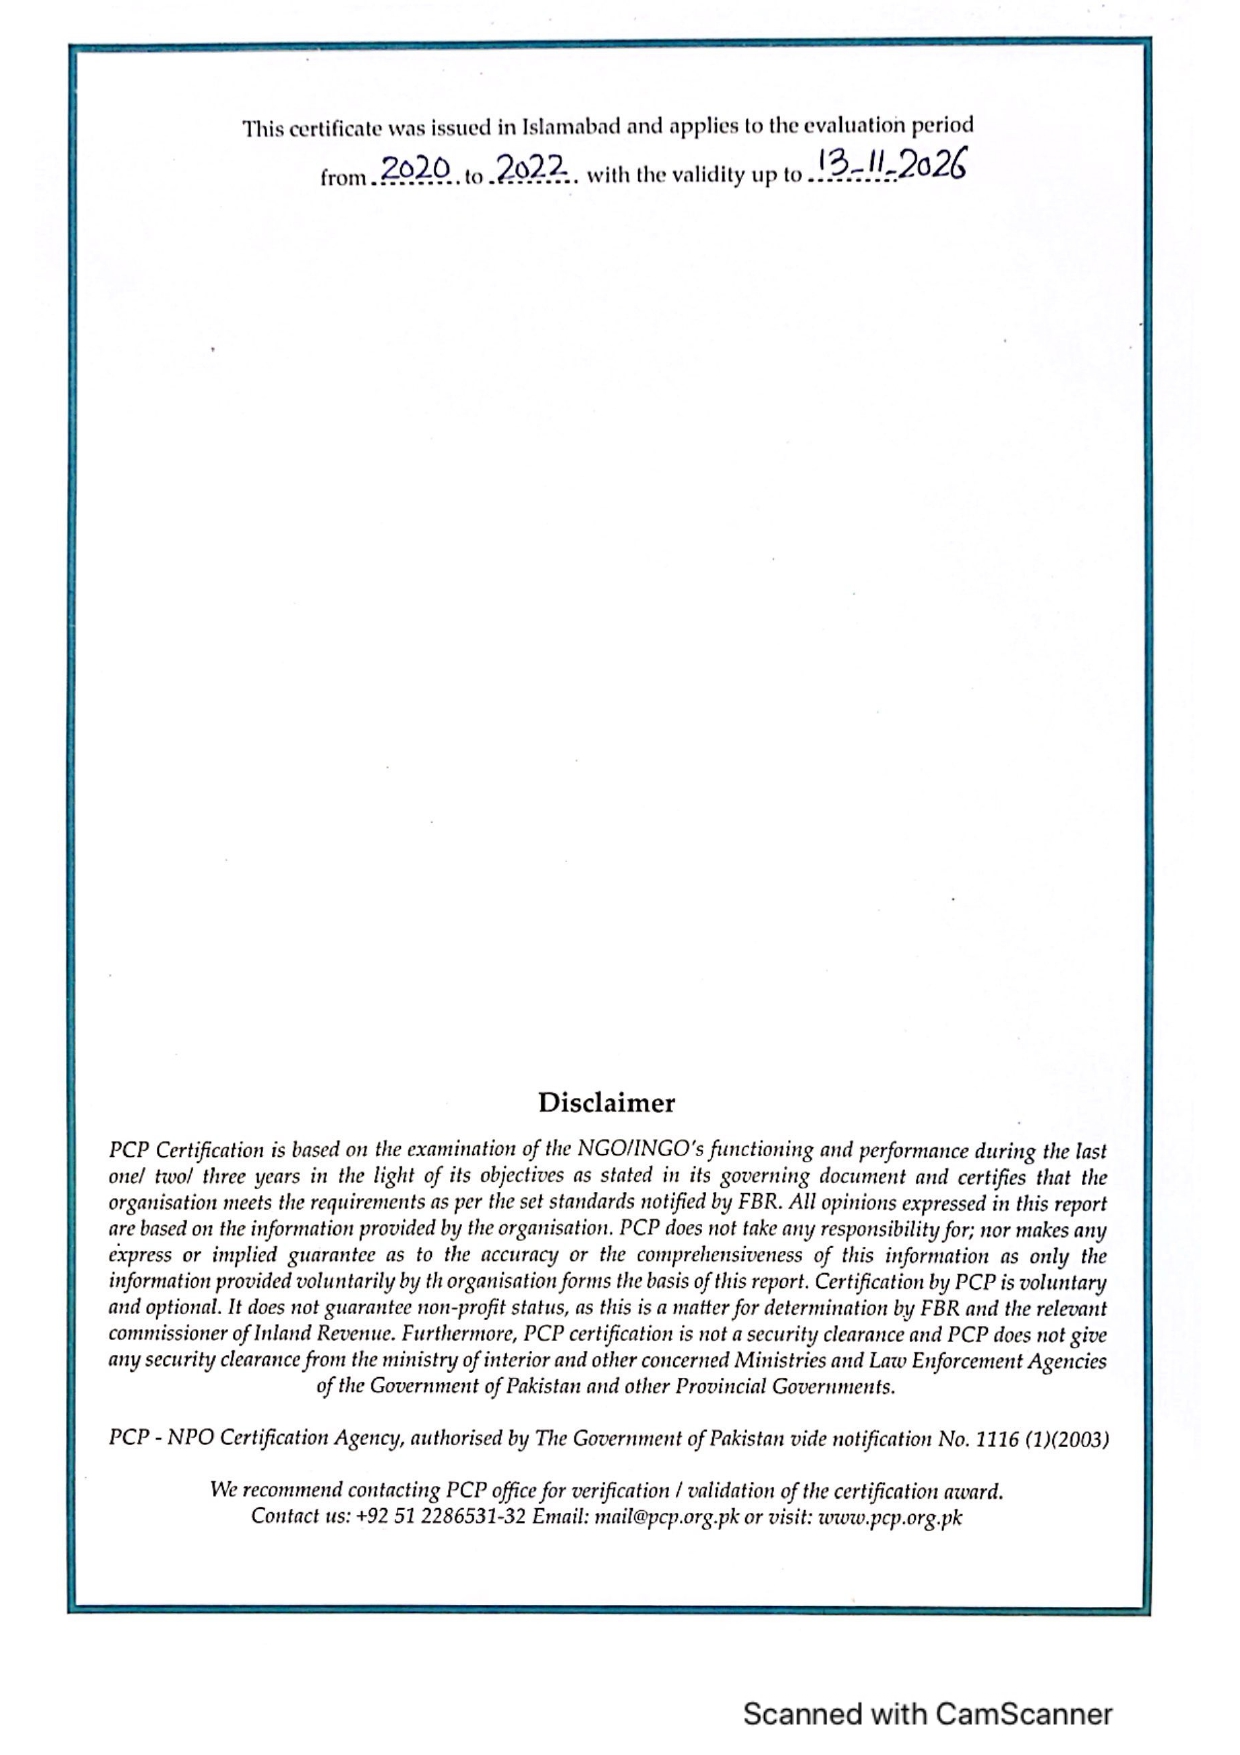 This certificate was issued in Islamabad and applies to the evaluation period
from 2020 to 2022 with the validity up to 13-11-2026
Disclaimer
PCP Certification is based on the examination of the NGO/INGO's functioning and performance during the last
one/ two/ three years in the light of its objectives as stated in its governing document and certifies that the
organisation meets the requirements as per the set standards notified by FBR. All opinions expressed in this report
are based on the information provided by the organisation. PCP does not take any responsibility for; nor makes any
express or implied guarantee as to the accuracy or the comprehensiveness of this information as only the
information provided voluntarily by th organisation forms the basis of this report. Certification by PCP is voluntary
and optional. It does not guarantee non-profit status, as this is a matter for determination by FBR and the relevant
commissioner of Inland Revenue. Furthermore, PCP certification is not a security clearance and PCP does not give
any security clearance from the ministry of interior and other concerned Ministries and Law Enforcement Agencies
of the Government of Pakistan and other Provincial Governments.
PCP - NPO Certification Agency, authorised by The Government of Pakistan vide notification No. 1116 (1)(2003)
We recommend contacting PCP office for verification / validation of the certification award.
Contact us: +92 51 2286531-32 Email: mail@pcp.org.pk or visit: www.pcp.org.pk
Scanned with CamScanner